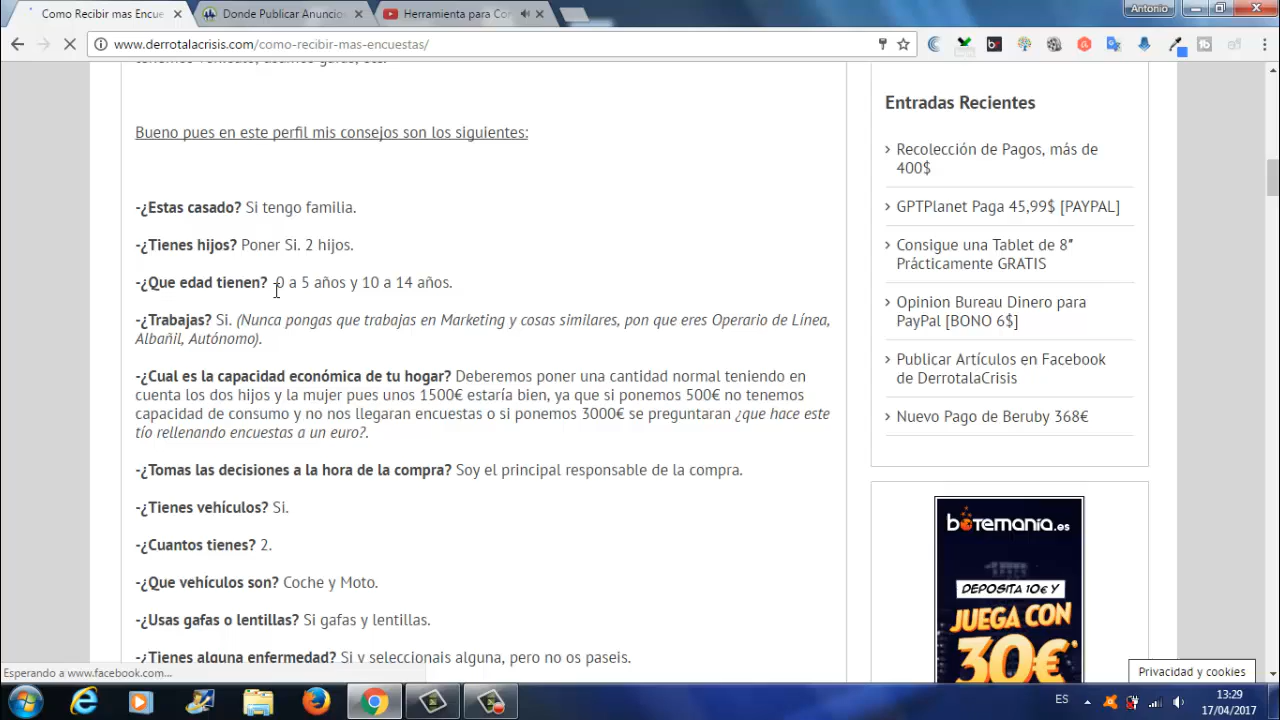 Como Recibir mas Encue
Donde Publicar Anuncio
Herramienta para Co
Antonio
www.derrotalacrisis.com/como-recibir-mas-encuestas/
Bueno pues en este perfil mis consejos son los siguientes:
-¿Estas casado? Si tengo familia.
-¿Tienes hijos? Poner Si. 2 hijos.
-¿Que edad tienen? -0 a 5 años y 10 a 14 años.
-¿Trabajas? Si. (Nunca pongas que trabajas en Marketing y cosas similares, pon que eres Operario de Línea,
Albañil, Autónomo).
-¿Cual es la capacidad económica de tu hogar? Deberemos poner una cantidad normal teniendo en
cuenta los dos hijos y la mujer pues unos 1500€ estaría bien, ya que si ponemos 500€ no tenemos
capacidad de consumo y no nos llegaran encuestas o si ponemos 3000€ se preguntaran ¿que hace este
tío rellenando encuestas a un euro?.
-¿Tomas las decisiones a la hora de la compra? Soy el principal responsable de la compra.
-¿Tienes vehículos? Si.
-¿Cuantos tienes? 2.
-¿Que vehículos son? Coche y Moto.
-¿Usas gafas o lentillas? Si gafas y lentillas.
-¿Tienes alguna enfermedad? Si y seleccionais alguna, pero no os paseis.
Entradas Recientes
Recolección de Pagos, más de
400$
GPTPlanet Paga 45,99$ [PAYPAL]
Consigue una Tablet de 8″
Prácticamente GRATIS
Opinion Bureau Dinero para
PayPal [BONO 6$]
Publicar Artículos en Facebook
de DerrotalaCrisis
Nuevo Pago de Beruby 368€
botemania.es
DEPOSITA 10€ Y
JUEGA CON
30€
Privacidad y cookies
Esperando a www.facebook.com...
ES
13:29
17/04/2017